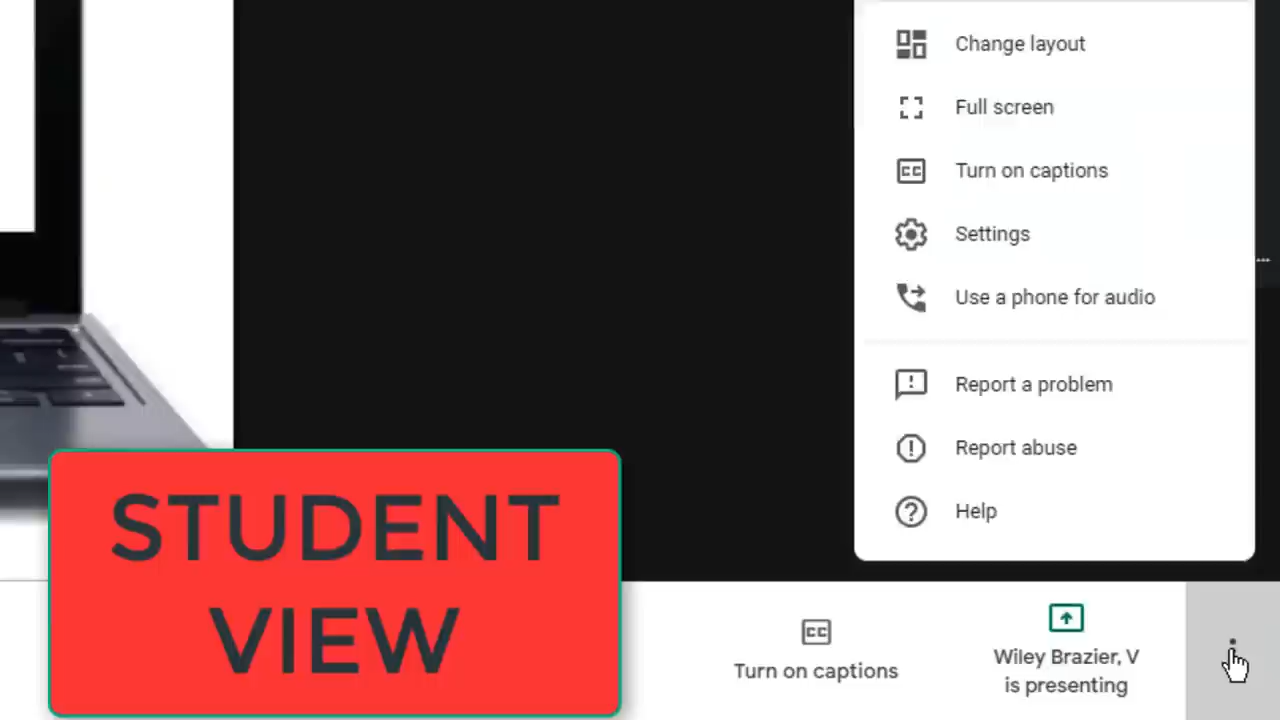 Change layout
Full screen
Turn on captions
Settings
Use a phone for audio
Report a problem
Report abuse
Help
STUDENT
VIEW
Turn on captions
Wiley Brazier, V
is presenting